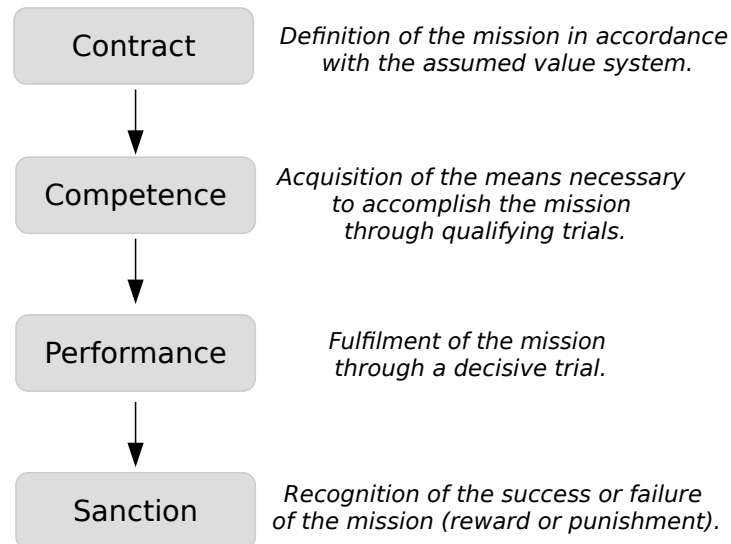 Contract
Definition of the mission in accordance
with the assumed value system.
Competence
Acquisition of the means necessary
to accomplish the mission
through qualifying trials.
Performance
Fulfilment of the mission
through a decisive trial.
Sanction
Recognition of the success or failure
of the mission (reward or punishment).